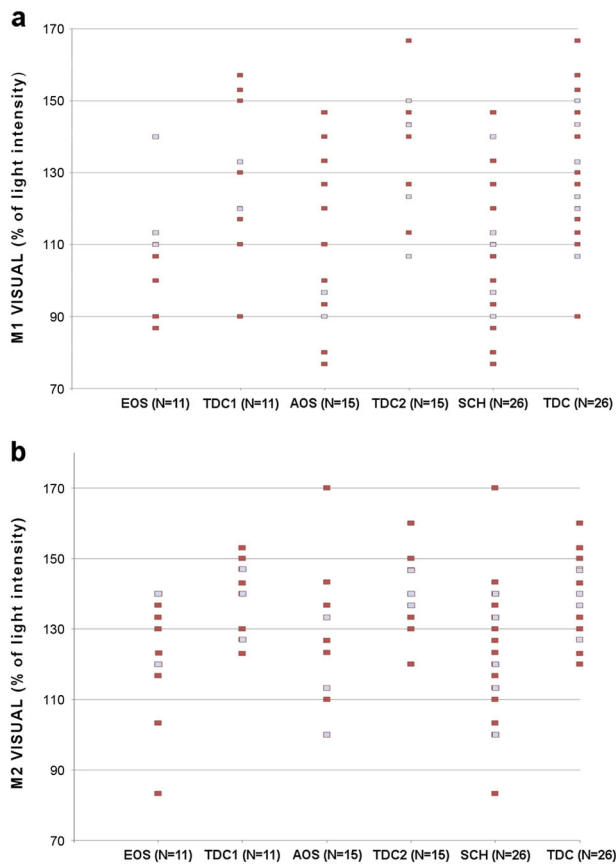 a
M1 VISUAL (% of light intensity)
170
150
130
110
90
70
EOS (N=11) TDC1 (N=11) AOS (N=15) TDC2 (N=15) SCH (N=26) TDC (N=26)
b
M2 VISUAL (% of light intensity)
170
150
130
110
90
70
EOS (N=11) TDC1 (N=11) AOS (N=15) TDC2 (N=15) SCH (N=26) TDC (N=26)